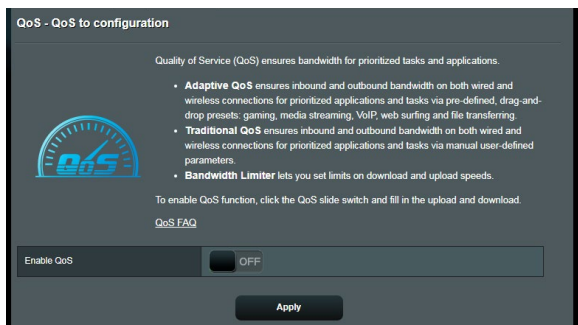 QoS - QoS to configuration
Quality of Service (QoS) ensures bandwidth for prioritized tasks and applications.
• Adaptive QoS ensures inbound and outbound bandwidth on both wired and
wireless connections for prioritized applications and tasks via pre-defined, drag-and-
drop presets: gaming, media streaming, VoIP, web surfing and file transferring.
• Traditional QoS ensures inbound and outbound bandwidth on both wired and
wireless connections for prioritized applications and tasks via manual user-defined
parameters.
• Bandwidth Limiter lets you set limits on download and upload speeds.
QoS
To enable QoS function, click the QoS slide switch and fill in the upload and download.
QoS FAQ
Enable QoS
OFF
Apply